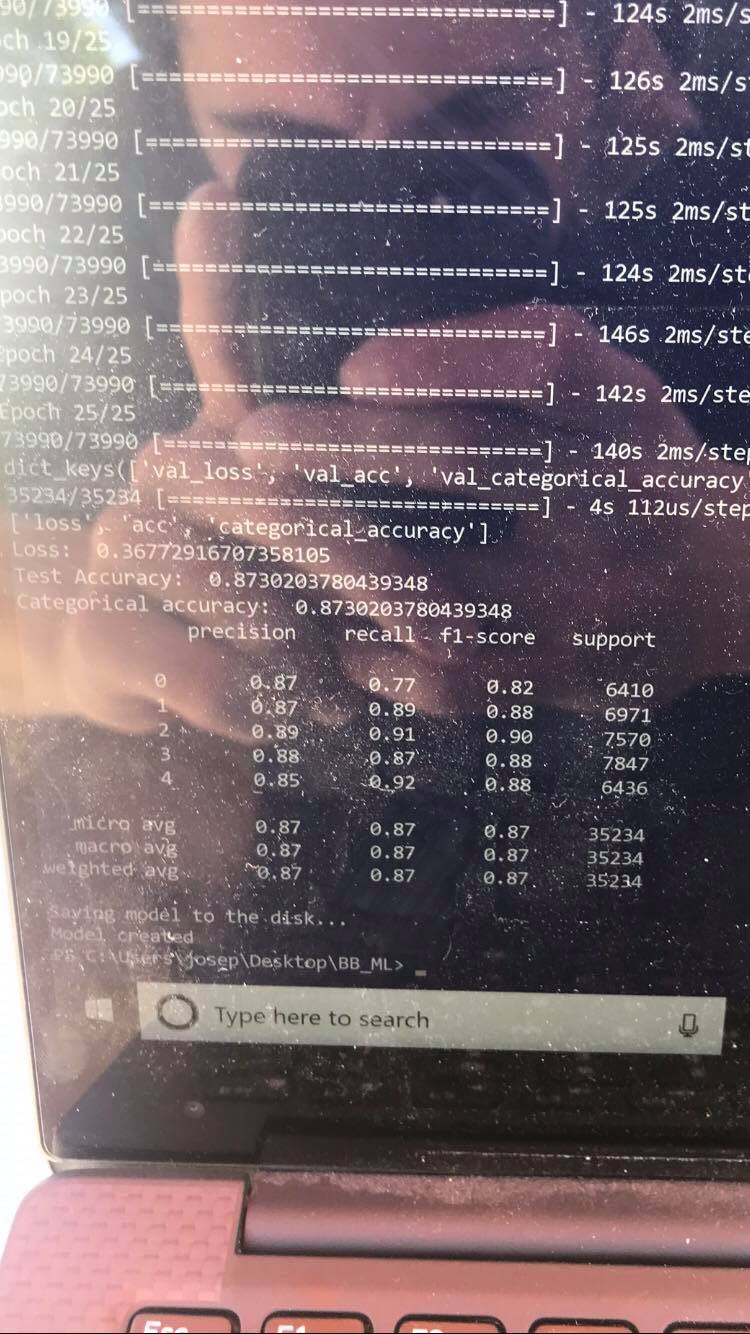 90/73990 [==============================] - 124s 2ms/s
och 19/25
990/73990 [==============================] - 126s 2ms/s
och 20/25
990/73990 [==============================] - 125s 2ms/st
och 21/25
3990/73990 [==============================] - 125s 2ms/st
poch 22/25
3990/73990 [==============================] - 124s 2ms/st
poch 23/25
3990/73990 [==============================] - 146s 2ms/ste
Epoch 24/25
73990/73990 [==============================] - 142s 2ms/ste
Epoch 25/25
73990/73990 [==============================] - 140s 2ms/step
dict_keys(['val_loss', 'val_acc', 'val_categorical_accuracy'
35234/35234 [==============================] - 4s 112us/step
['loss', 'acc', 'categorical_accuracy']
Loss: 0.36772916707358105
Test Accuracy: 0.8730203780439348
Categorical accuracy: 0.8730203780439348
precision recall f1-score support
0 0.87 0.77 0.82 6410
1 0.87 0.89 0.88 6971
2 0.89 0.91 0.90 7570
3 0.88 0.87 0.88 7847
4 0.85 0.92 0.88 6436
micro avg 0.87 0.87 0.87 35234
macro avg 0.87 0.87 0.87 35234
weighted avg 0.87 0.87 0.87 35234
Saving model to the disk...
Model created
PS C:\Users\josep\Desktop\BB_ML>
Type here to search
Esc F1